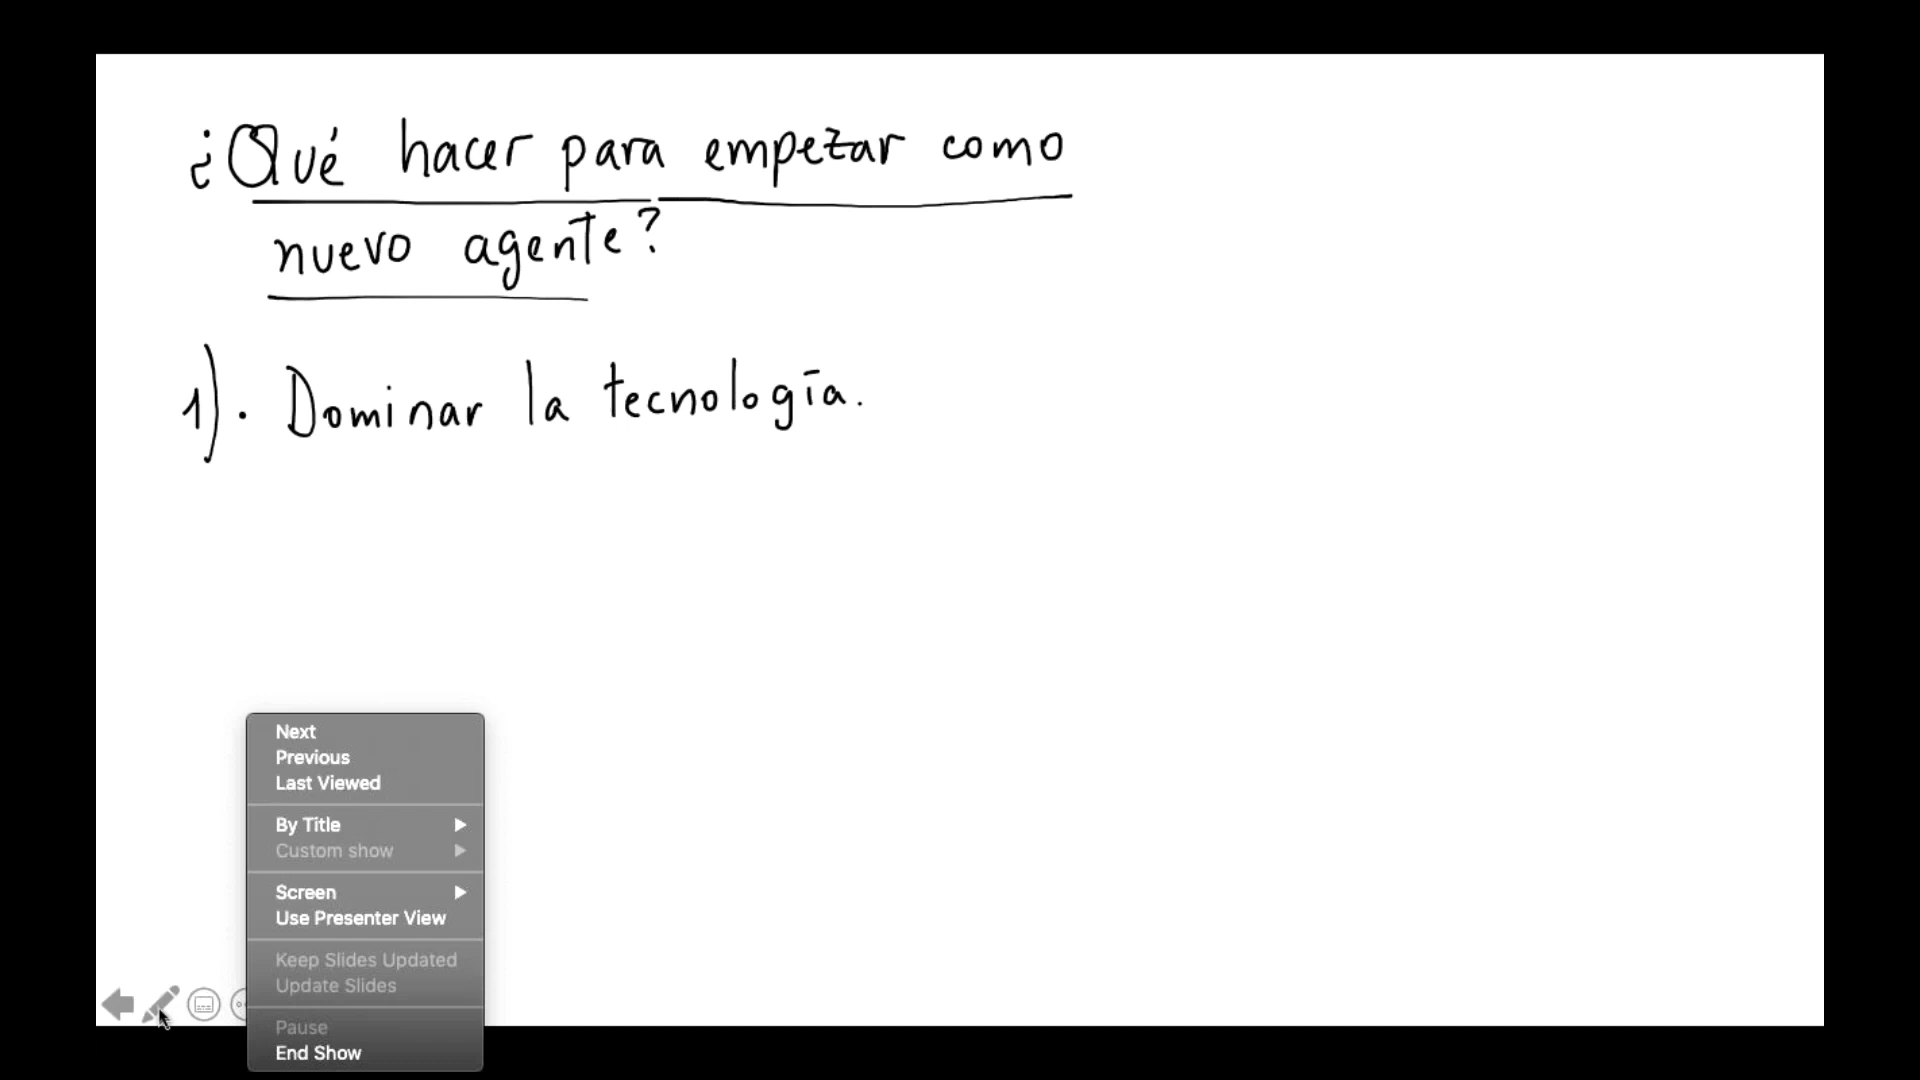 ¿Qué hacer para empezar como
nuevo agente?
1). Dominar la tecnología.
Next
Previous
Last Viewed
By Title
Custom show
Screen
Use Presenter View
Keep Slides Updated
Update Slides
Pause
End Show